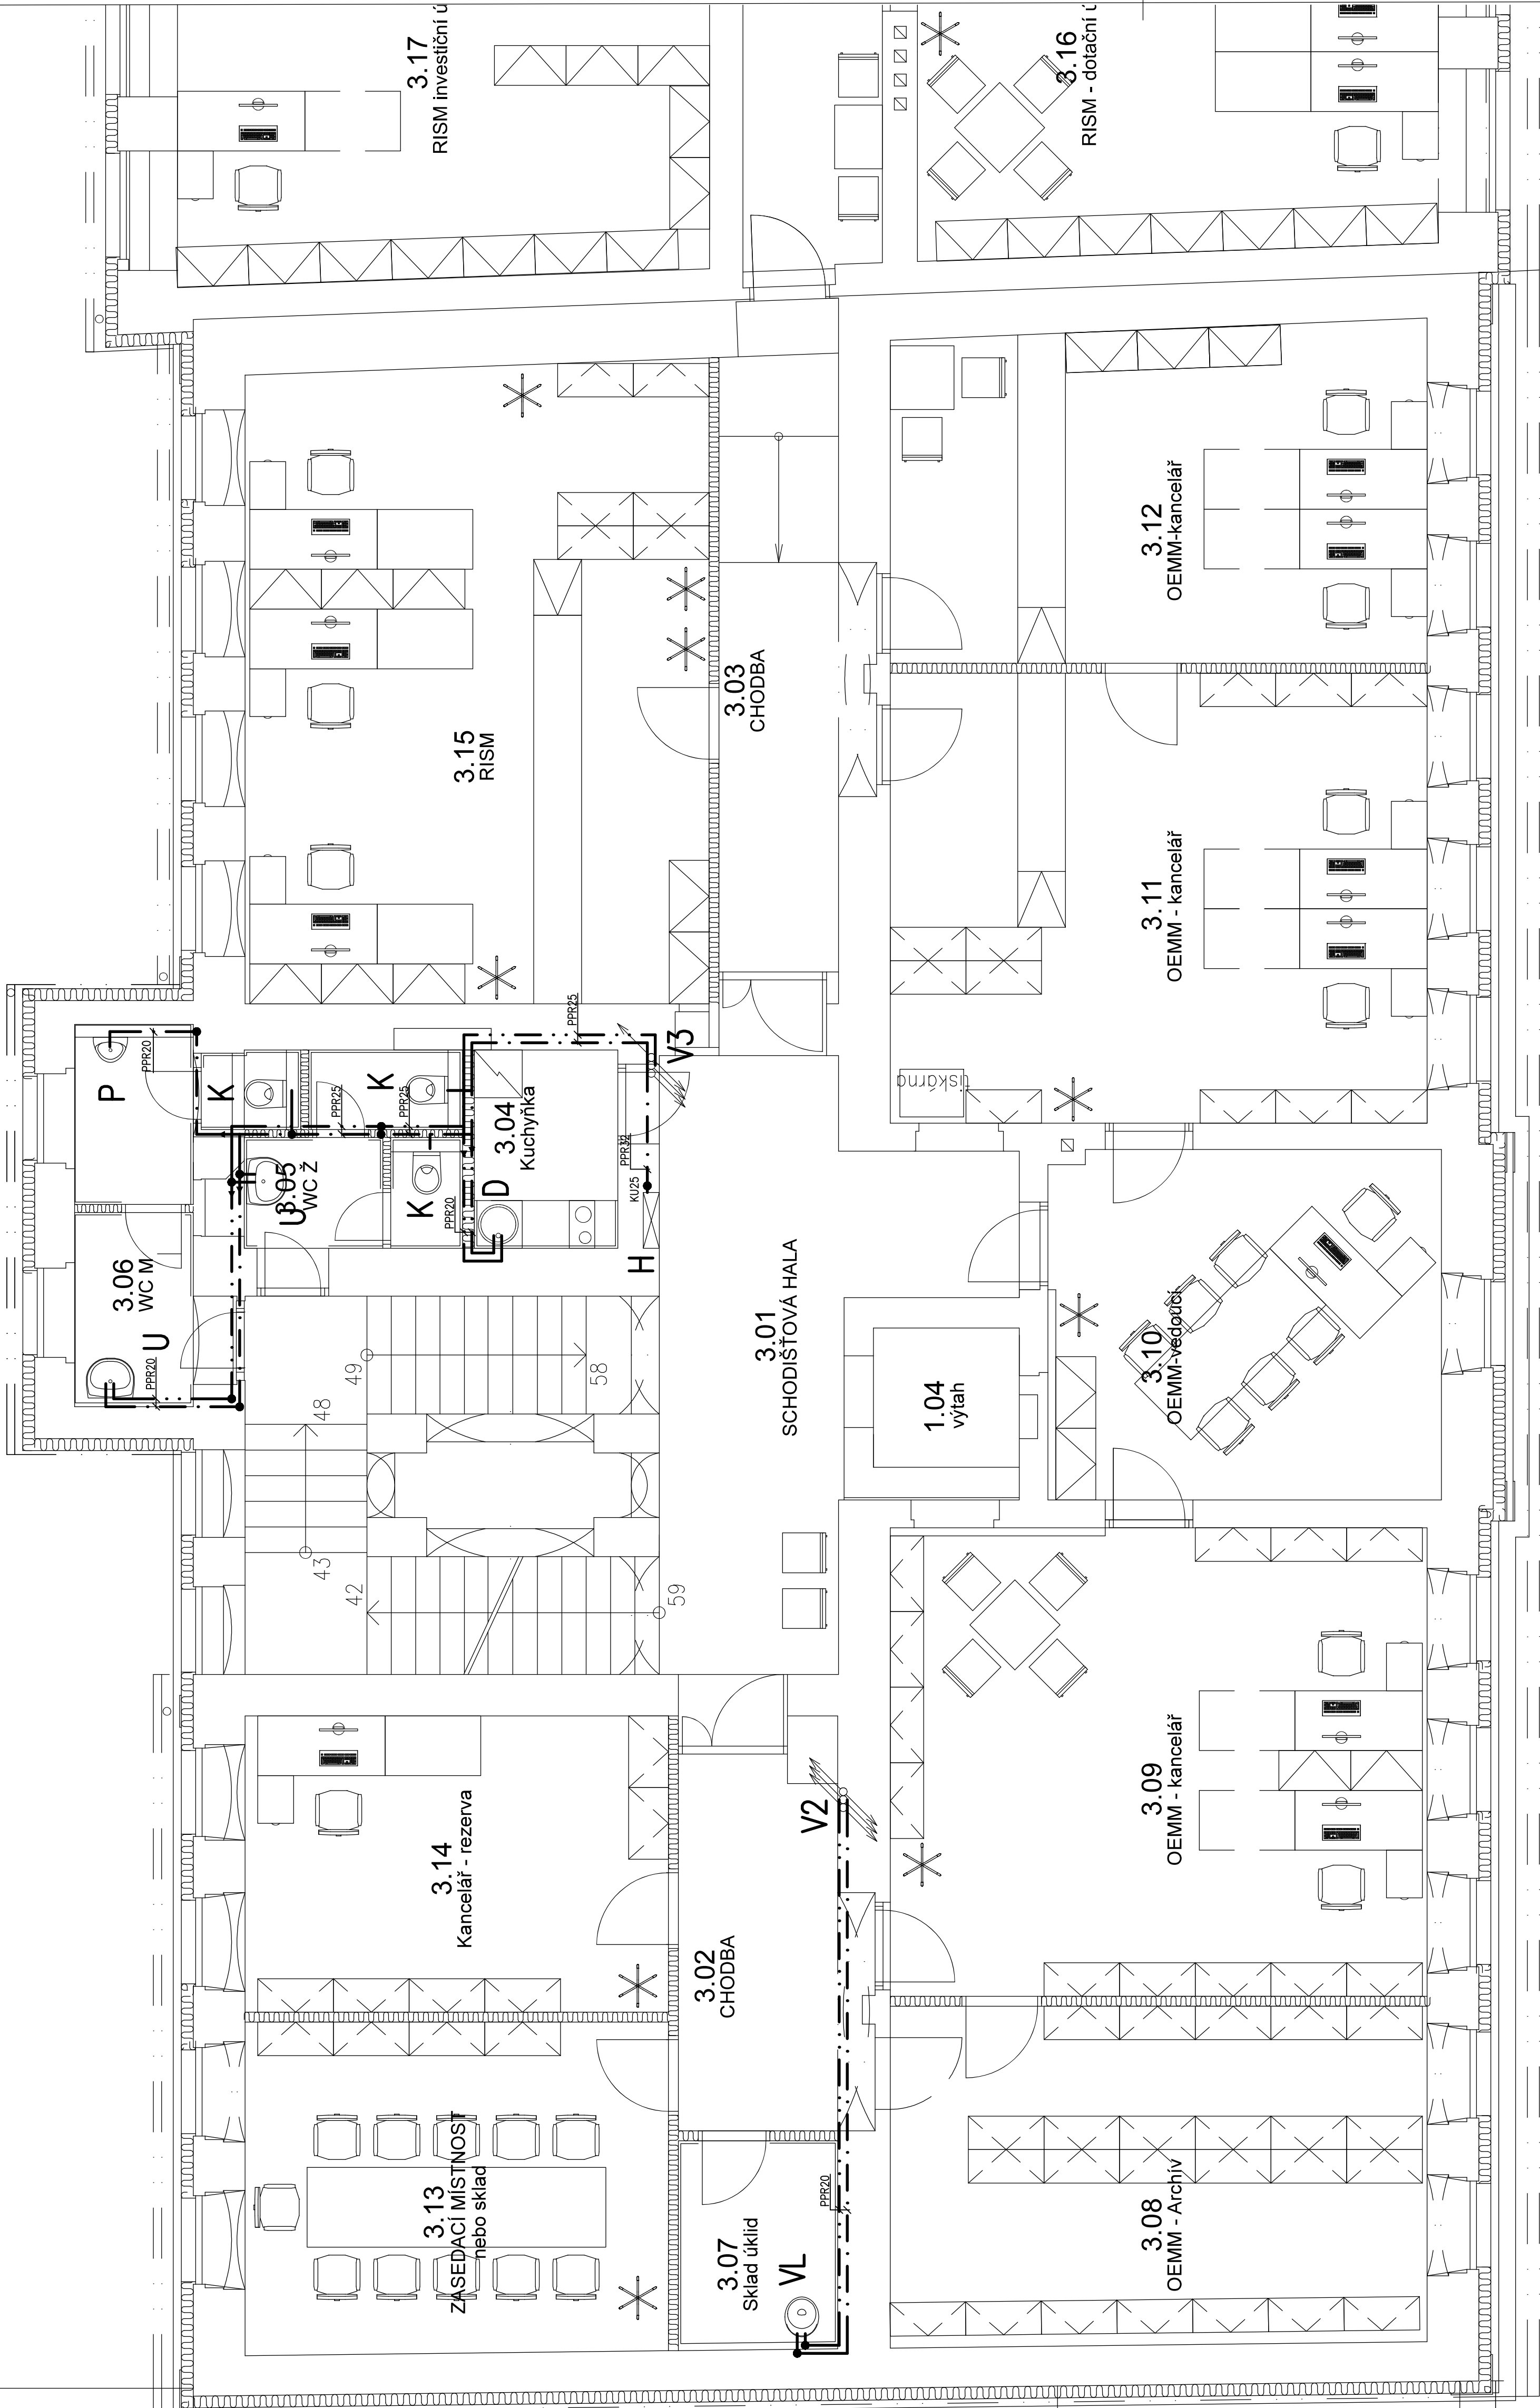 3.17
RISM investiční ú
3.16
RISM - dotační ú
3.15
RISM
3.03
CHODBA
3.12
OEMM-kancelář
3.11
OEMM - kancelář
tiskárna
P
PPR20
K
PPR25
K
PPR25
PPR25
V3
3.04
Kuchyňka
PPR32
KU25
D
PPR20
K
H
3.05
WC Ž
U
3.06
WC M
U
PPR20
49
58
48
43
42
59
3.01
SCHODIŠŤOVÁ HALA
1.04
výtah
3.10
OEMM-vedoucí
3.14
Kancelář - rezerva
V2
3.02
CHODBA
3.09
OEMM - kancelář
3.13
ZASEDACÍ MÍSTNOST
nebo sklad
3.07
Sklad úklid
VL
PPR20
3.08
OEMM - Archív